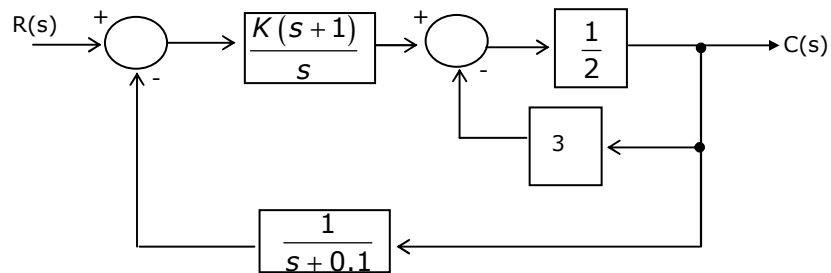 R(s)
+
-
K(s+1)
s
+
-
1
2
C(s)
3
1
s+0.1